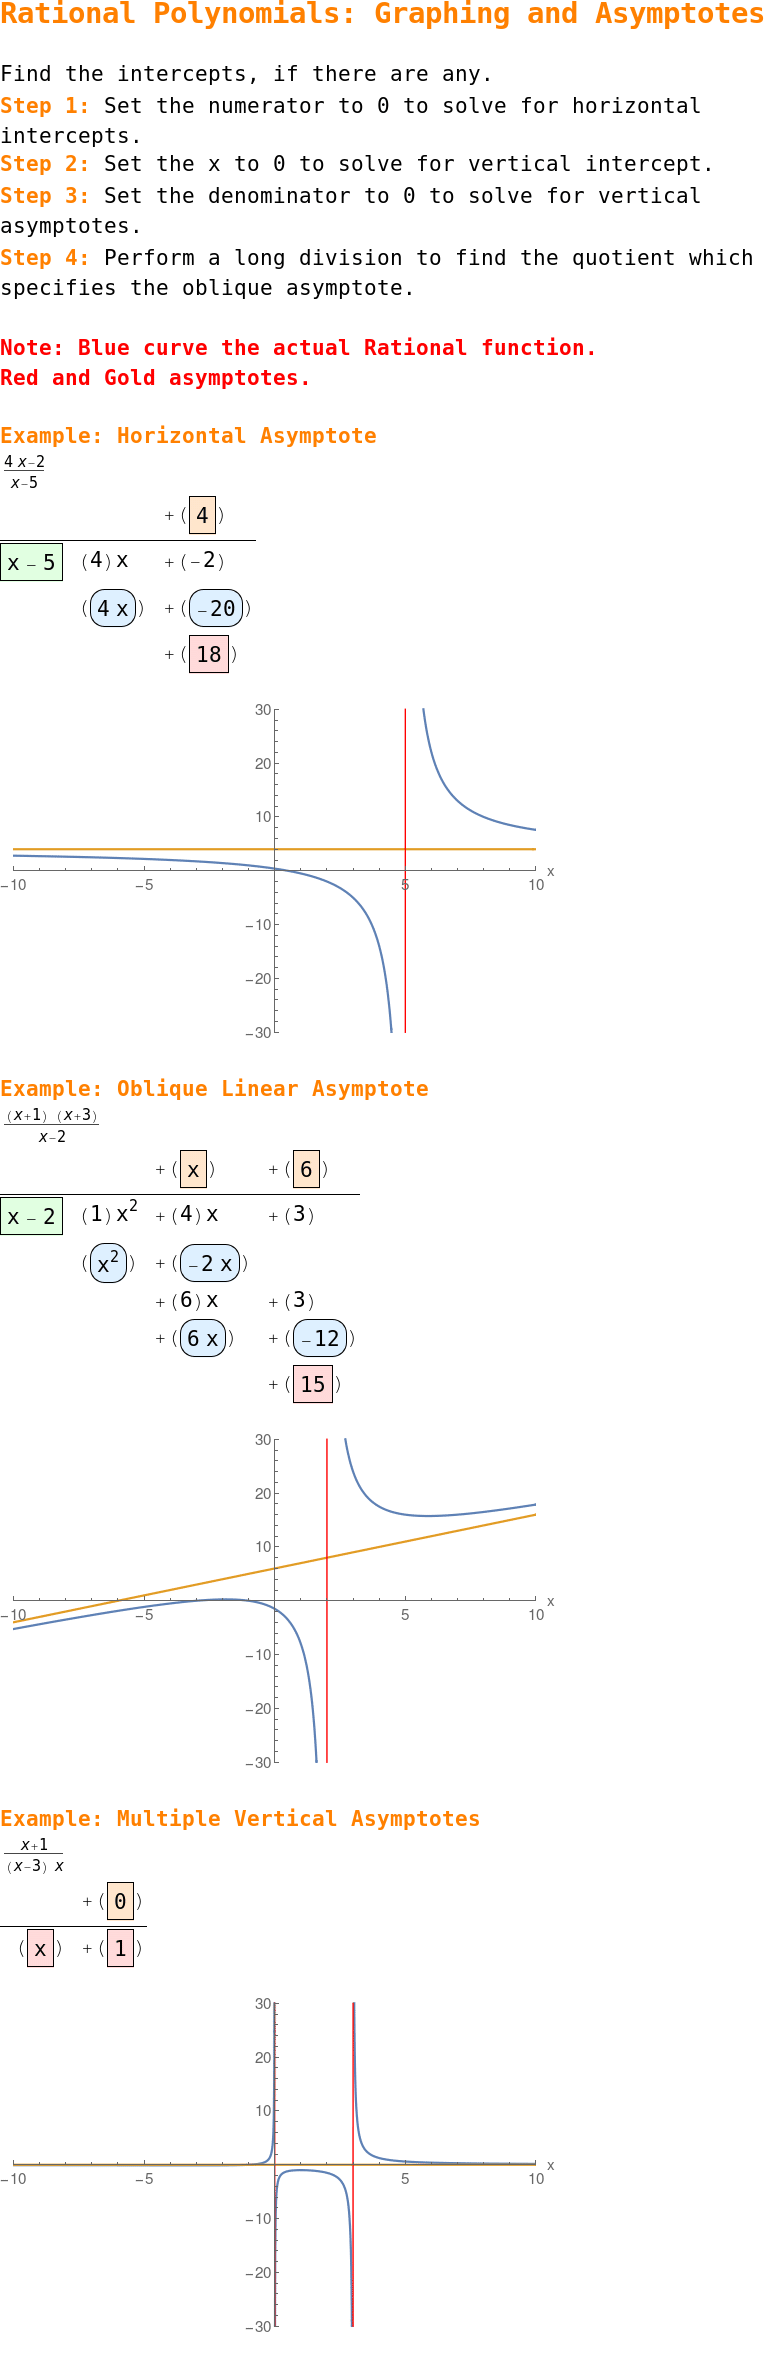 Rational Polynomials: Graphing and Asymptotes
Find the intercepts, if there are any.
Step 1: Set the numerator to 0 to solve for horizontal
intercepts.
Step 2: Set the x to 0 to solve for vertical intercept.
Step 3: Set the denominator to 0 to solve for vertical
asymptotes.
Step 4: Perform a long division to find the quotient which
specifies the oblique asymptote.
Note: Blue curve the actual Rational function.
Red and Gold asymptotes.
Example: Horizontal Asymptote
4 x−2
x−5
+ ( 4 )
x − 5 (4) x + (−2)
( 4 x ) + ( −20 )
+ ( 18 )
30
20
10
−10 −5 5 10 x
−10
−20
−30
Example: Oblique Linear Asymptote
(x+1) (x+3)
x−2
+ ( x ) + ( 6 )
x − 2 (1) x² + (4) x + (3)
( x² ) + ( −2 x )
+ (6) x + (3)
+ ( 6 x ) + ( −12 )
+ ( 15 )
30
20
10
−10 −5 5 10 x
−10
−20
−30
Example: Multiple Vertical Asymptotes
x+1
(x−3) x
+ ( 0 )
( x ) + ( 1 )
30
20
10
−10 −5 5 10 x
−10
−20
−30